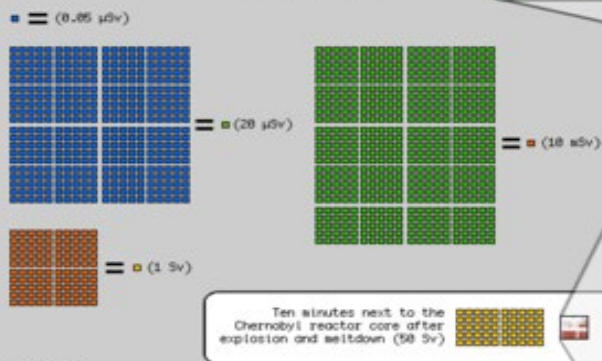 = (0.05 µSv)
= (20 µSv)
= (10 mSv)
= (1 Sv)
Ten minutes next to the
Chernobyl reactor core after
explosion and meltdown (50 Sv)